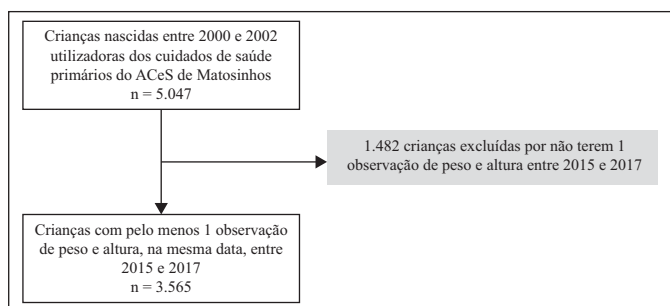 Crianças nascidas entre 2000 e 2002
utilizadoras dos cuidados de saúde
primários do ACeS de Matosinhos
n = 5.047
1.482 crianças excluídas por não terem 1
observação de peso e altura entre 2015 e 2017
Crianças com pelo menos 1 observação
de peso e altura, na mesma data, entre
2015 e 2017
n = 3.565